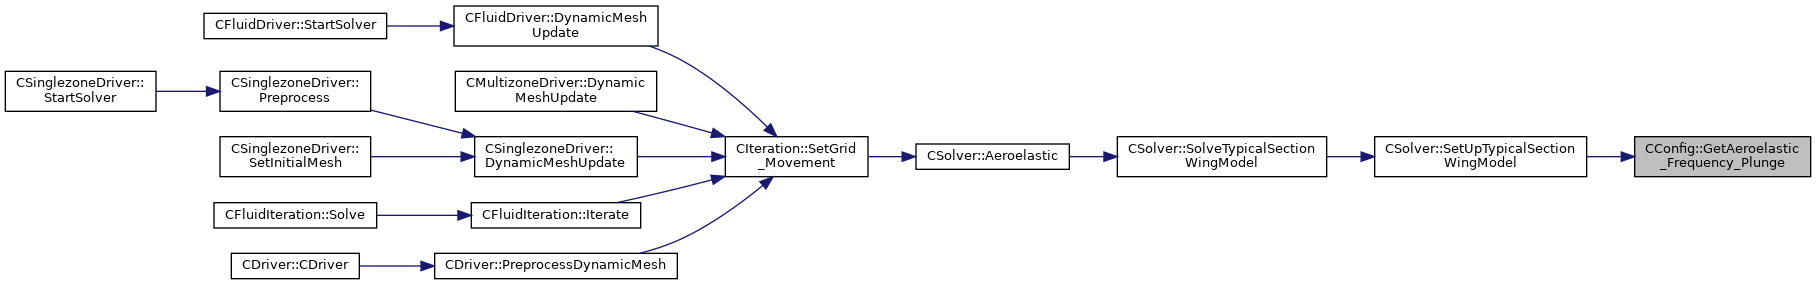 CFluidDriver::StartSolver
CFluidDriver::DynamicMesh
Update
CSinglezoneDriver::
StartSolver
CSinglezoneDriver::
Preprocess
CMultizoneDriver::Dynamic
MeshUpdate
CSinglezoneDriver::
SetInitialMesh
CSinglezoneDriver::
DynamicMeshUpdate
CIteration::SetGrid
_Movement
CSolver::Aeroelastic
CSolver::SolveTypicalSection
WingModel
CSolver::SetUpTypicalSection
WingModel
CConfig::GetAeroelastic
_Frequency_Plunge
CFluidIteration::Solve
CFluidIteration::Iterate
CDriver::CDriver
CDriver::PreprocessDynamicMesh